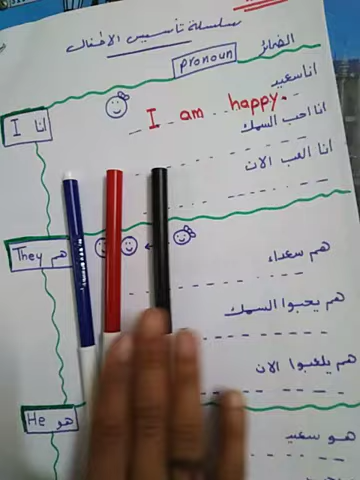 سلسلة تأسيس الاطفال
الضمائر
pronoun
انا سعيد
I انا
I am happy.
انا احب السمك
انا العب الان
They هم
هم سعداء
هم يحبوا السمك
هم يلعبوا الان
He هو
هو سعيد